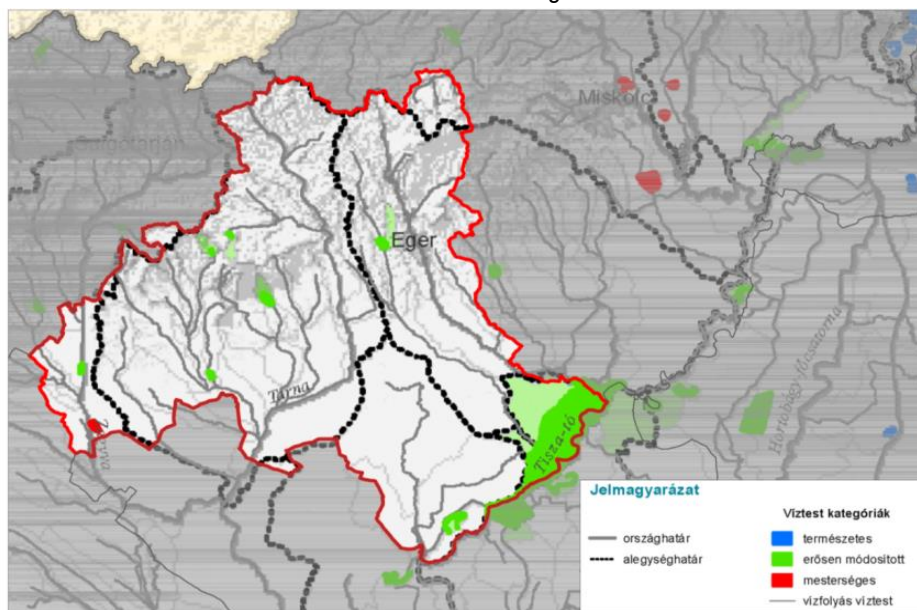 Miskolc
Salgótarján
Eger
Tarna
Zagyva
Tisza-tó
Hortobágy-főcsatorna
Jelmagyarázat
Víztest kategóriák
országhatár
alegységhatár
természetes
erősen módosított
mesterséges
vízfolyás víztest